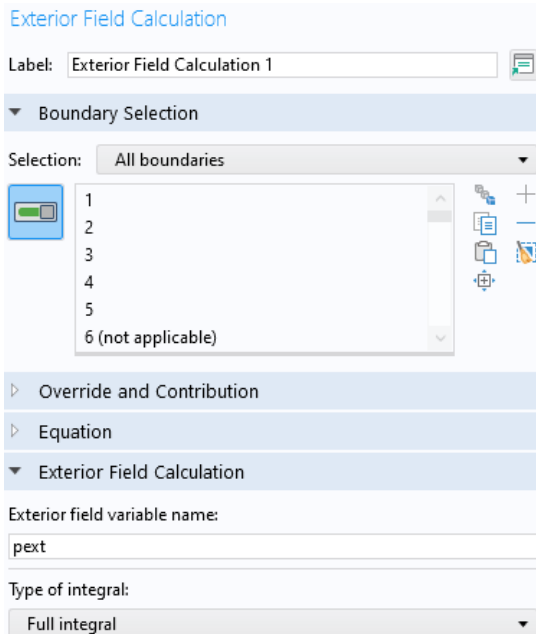 Exterior Field Calculation
Label: Exterior Field Calculation 1
Boundary Selection
Selection: All boundaries
1
2
3
4
5
6 (not applicable)
Override and Contribution
Equation
Exterior Field Calculation
Exterior field variable name:
pext
Type of integral:
Full integral